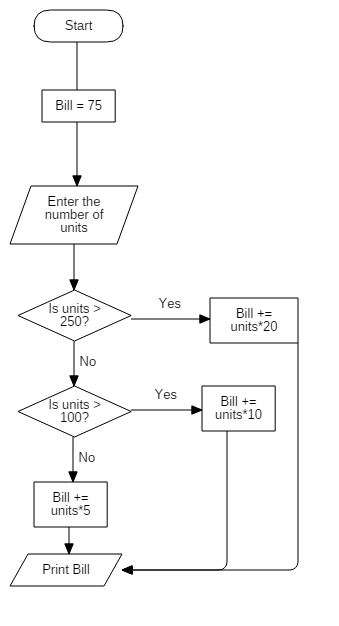 Start
Bill = 75
Enter the
number of
units
Is units >
250?
Yes
Bill +=
units*20
No
Is units >
100?
Yes
Bill +=
units*10
No
Bill +=
units*5
Print Bill